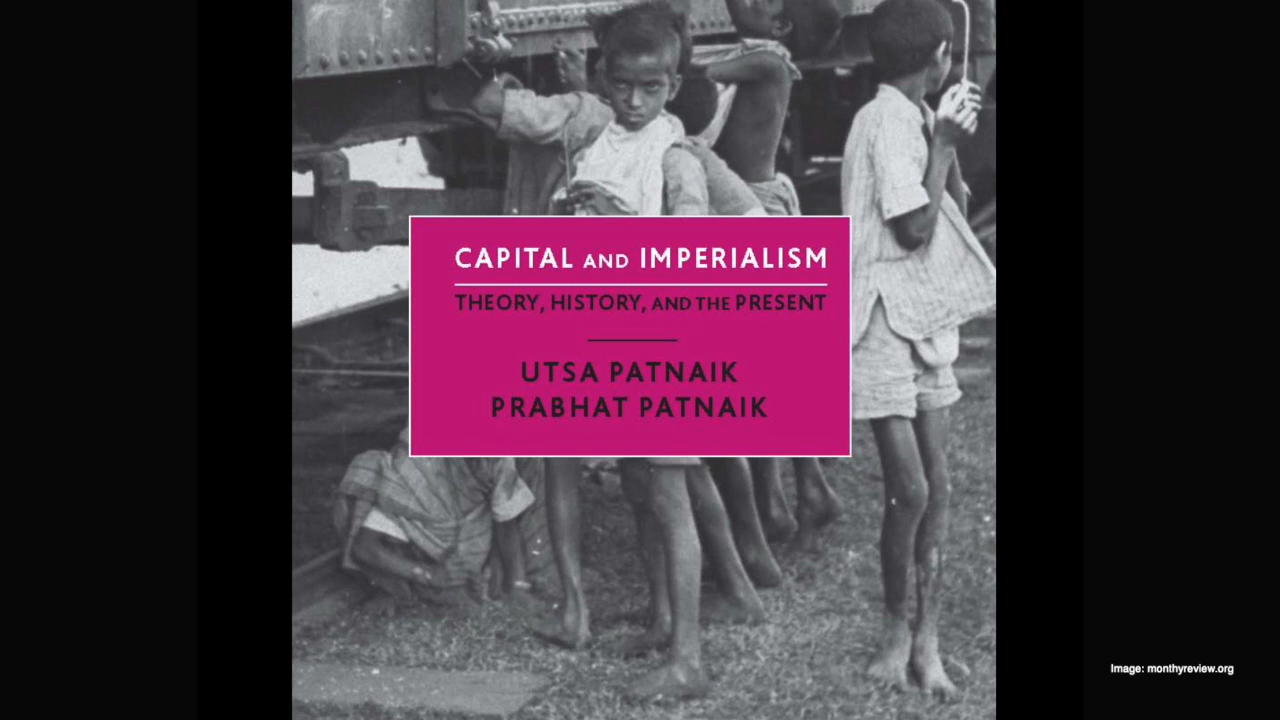 CAPITAL AND IMPERIALISM
THEORY, HISTORY, AND THE PRESENT
UTSA PATNAIK
PRABHAT PATNAIK
Image: monthyreview.org